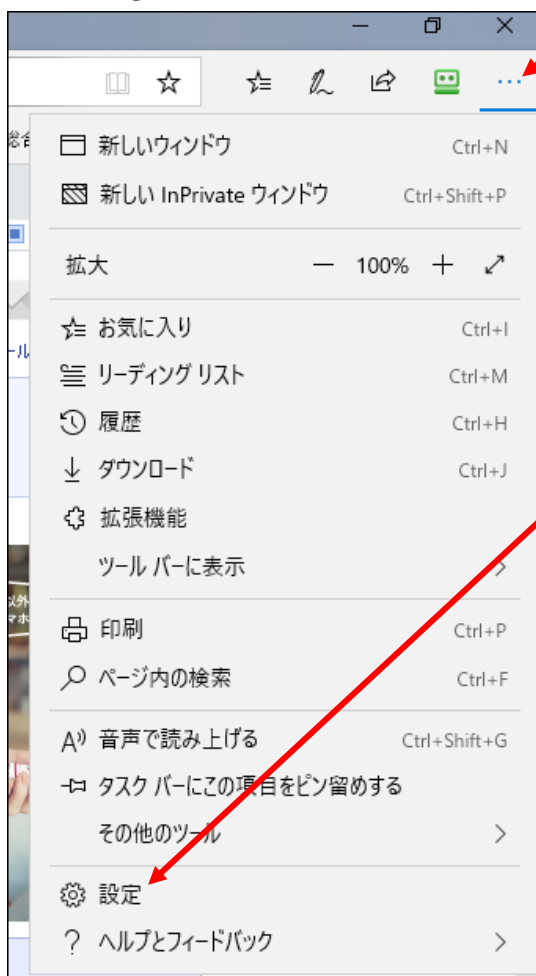 新しいウィンドウ Ctrl+N
新しい InPrivate ウィンドウ Ctrl+Shift+P
拡大 — 100% +
お気に入り Ctrl+I
リーディング リスト Ctrl+M
履歴 Ctrl+H
ダウンロード Ctrl+J
拡張機能
ツール バーに表示
印刷 Ctrl+P
ページ内の検索 Ctrl+F
音声で読み上げる Ctrl+Shift+G
タスク バーにこの項目をピン留めする
その他のツール
設定
? ヘルプとフィードバック